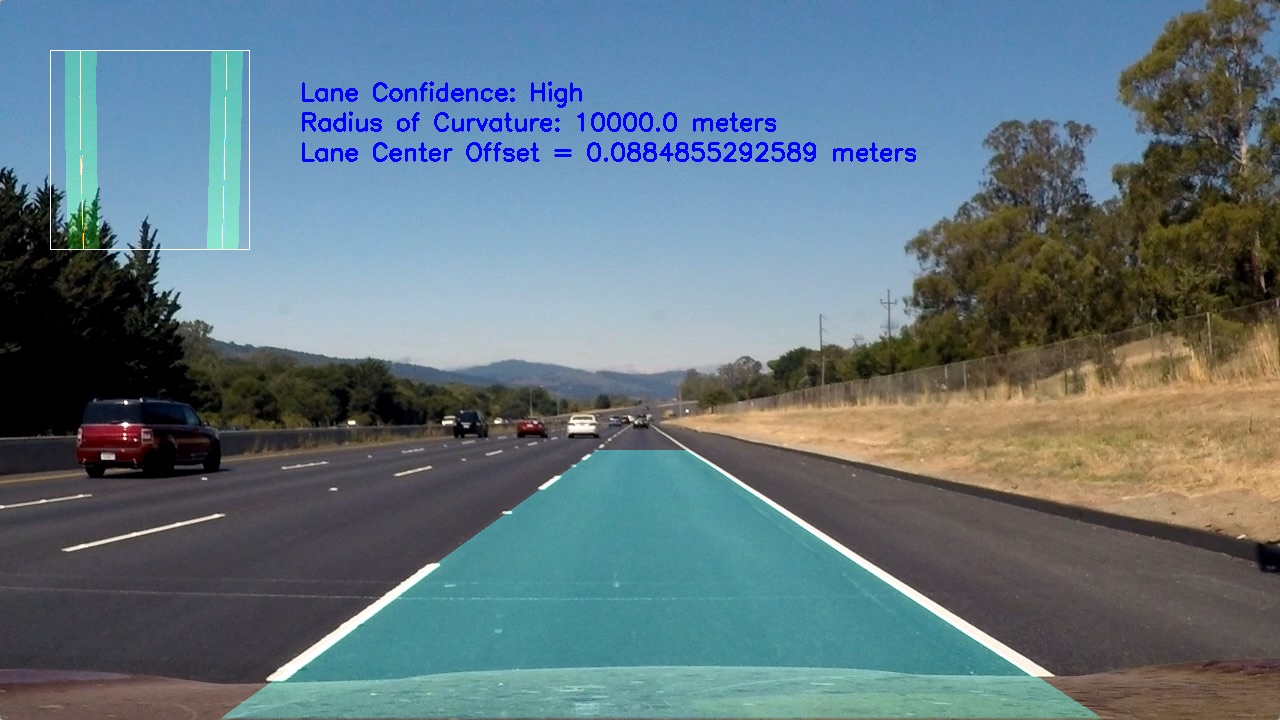 Lane Confidence: High
Radius of Curvature: 10000.0 meters
Lane Center Offset = 0.0884855292589 meters